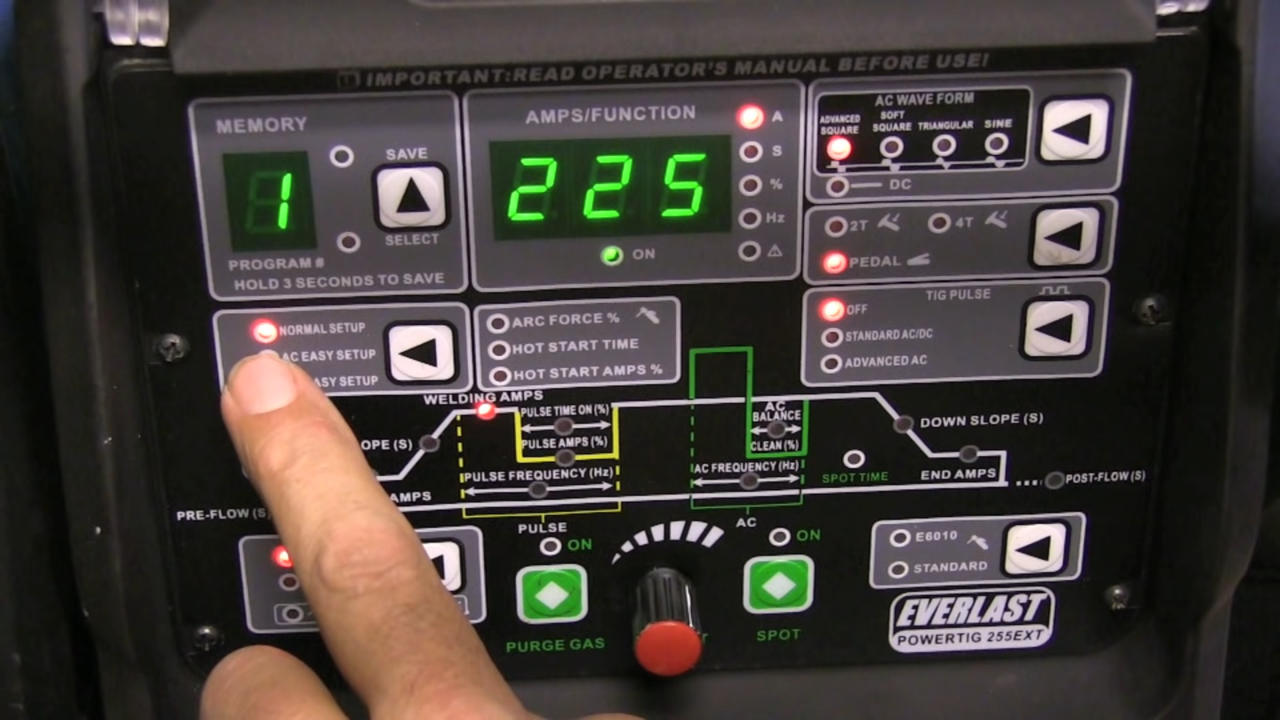 IMPORTANT:READ OPERATOR'S MANUAL BEFORE USE!
MEMORY
SAVE
1
SELECT
PROGRAM #
HOLD 3 SECONDS TO SAVE
AMPS/FUNCTION
225
ON
A
S
%
Hz
AC WAVE FORM
ADVANCED SQUARE
SOFT SQUARE
TRIANGULAR
SINE
DC
2T
4T
PEDAL
NORMAL SETUP
AC EASY SETUP
SETUP
ARC FORCE %
HOT START TIME
HOT START AMPS %
TIG PULSE
OFF
STANDARD AC/DC
ADVANCED AC
WELDING AMPS
PULSE TIME ON (%)
PULSE AMPS (%)
PULSE FREQUENCY (Hz)
PULSE
AC
BALANCE
CLEAN (%)
AC FREQUENCY (Hz)
AC
SPOT TIME
DOWN SLOPE (S)
END AMPS
POST-FLOW (S)
(S)
AMPS
PRE-FLOW (S
ON
PURGE GAS
ON
SPOT
E6010
STANDARD
EVERLAST
POWERTIG 255EXT